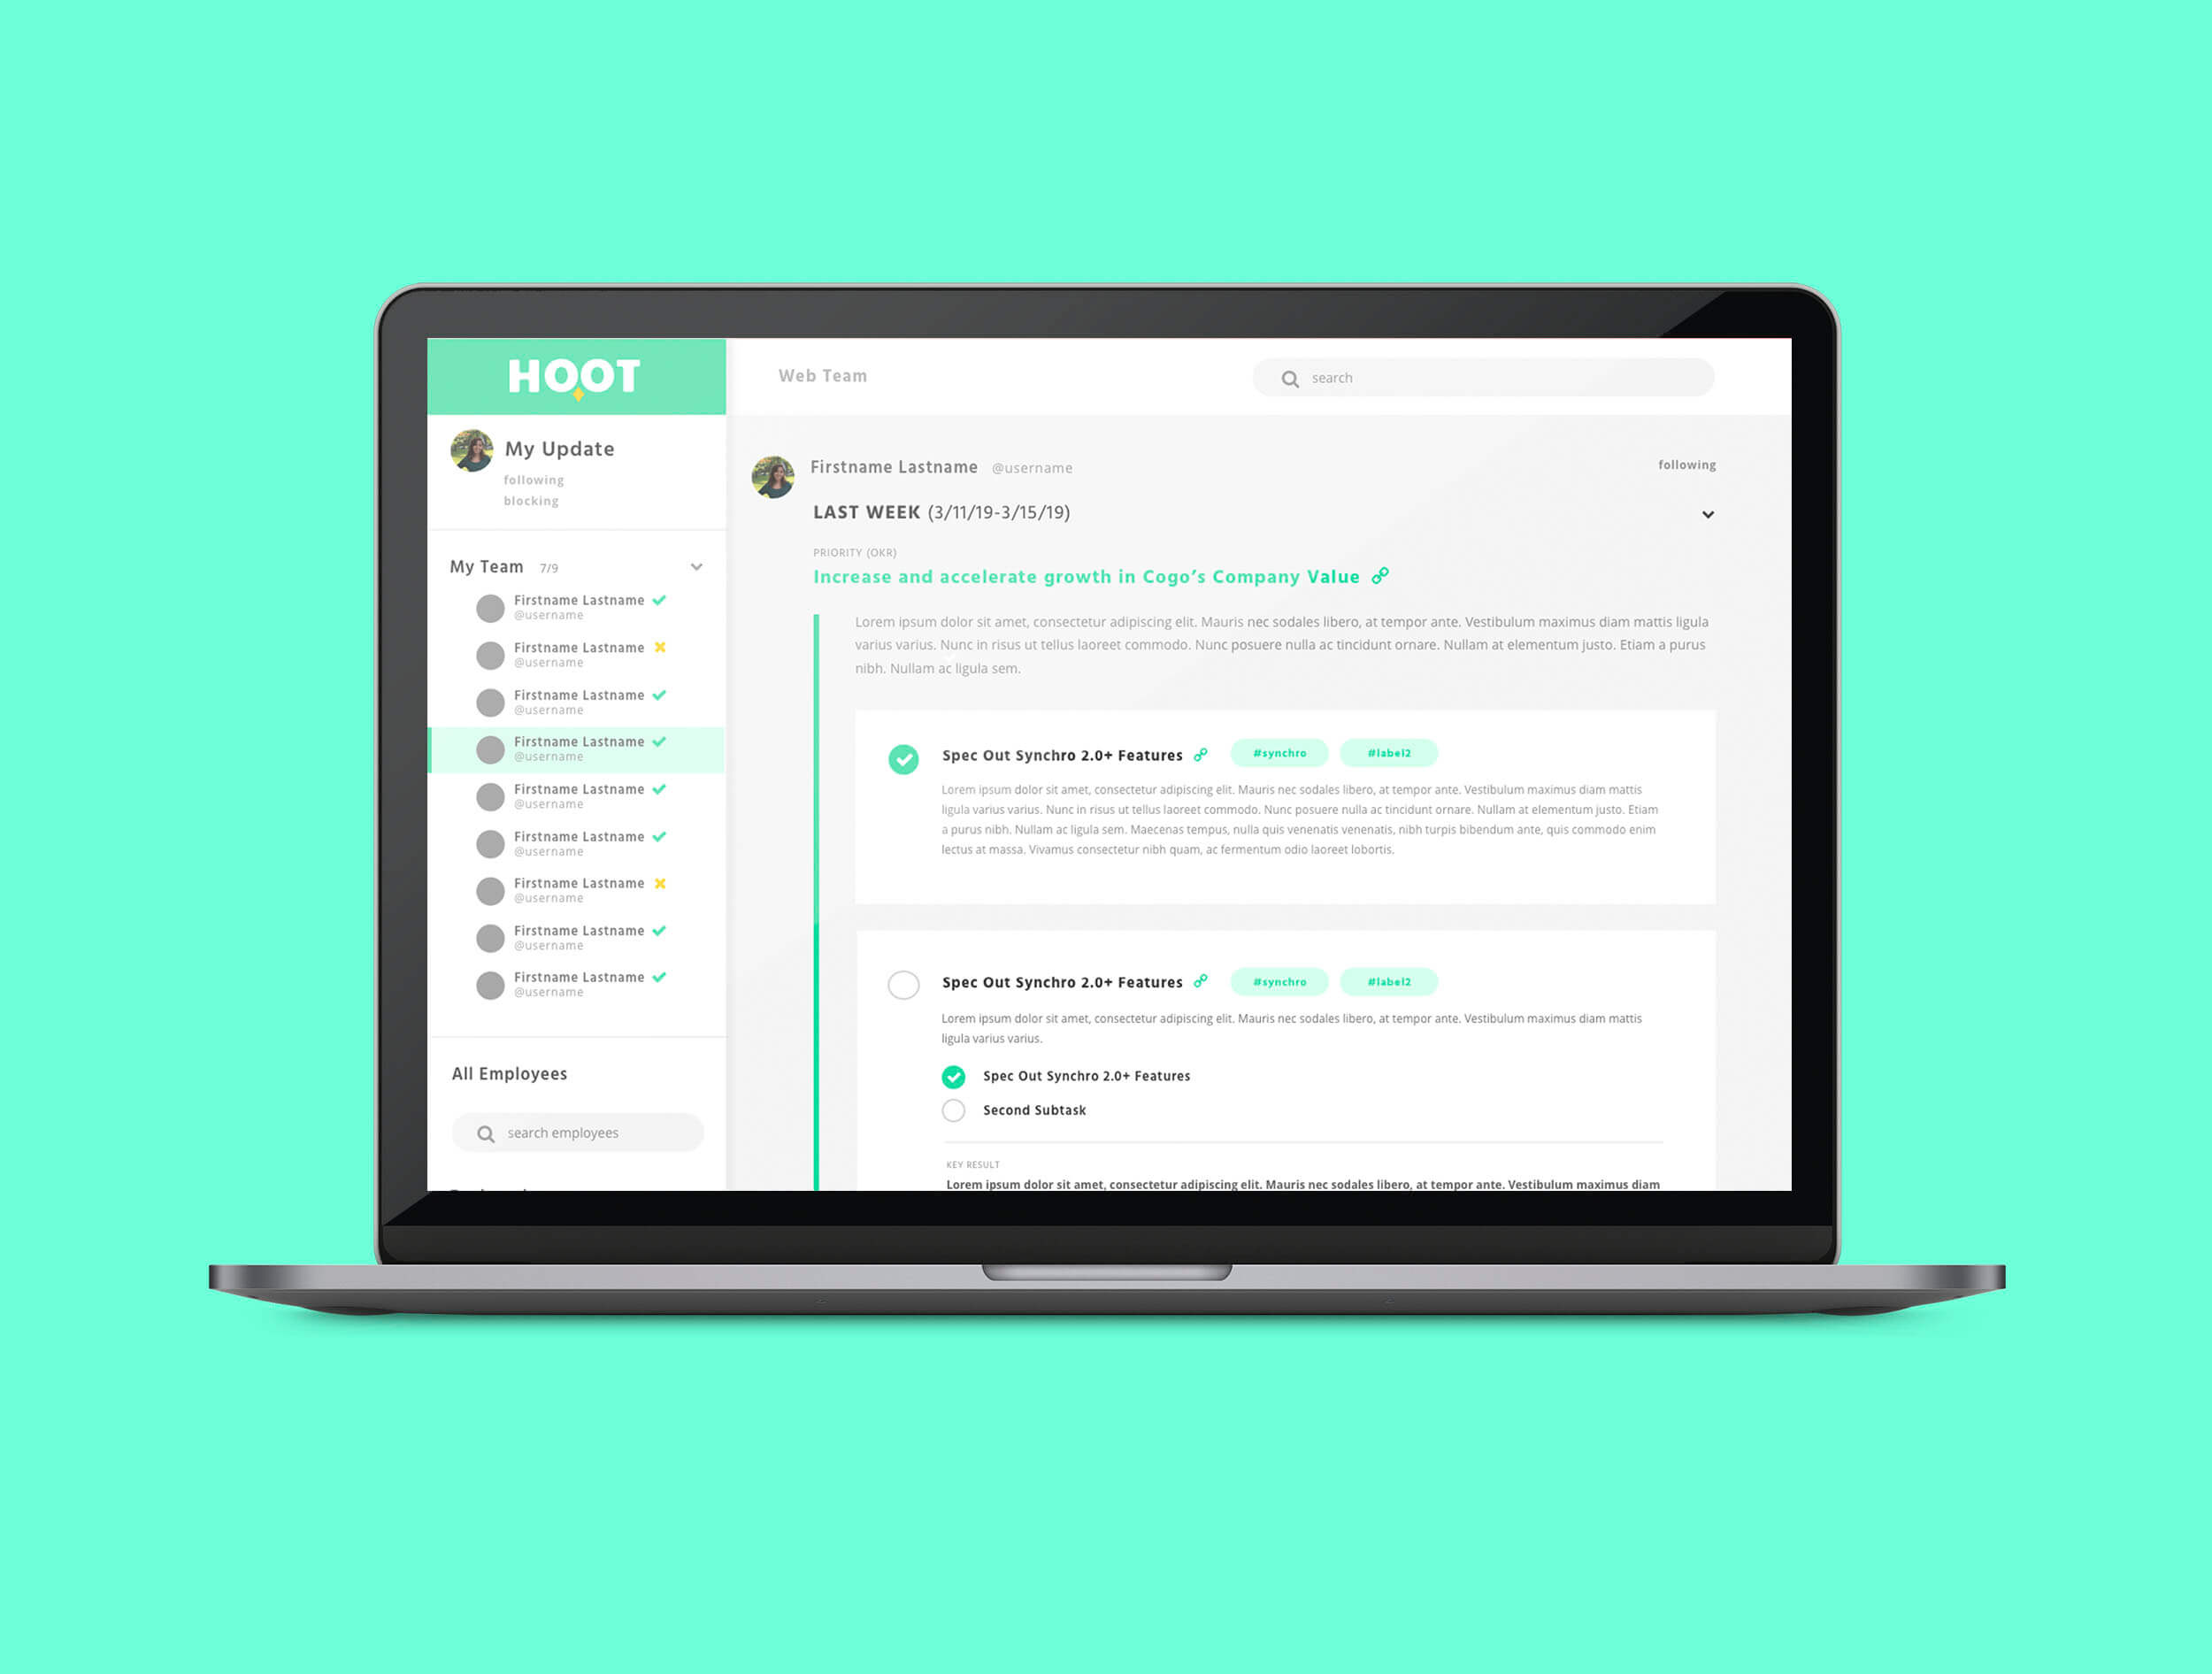 HOOT
My Update
following
blocking
My Team 7/9
Firstname Lastname
@username
Firstname Lastname
@username
Firstname Lastname
@username
Firstname Lastname
@username
Firstname Lastname
@username
Firstname Lastname
@username
Firstname Lastname
@username
Firstname Lastname
@username
Firstname Lastname
@username
All Employees
search employees
Web Team
search
Firstname Lastname @username
following
LAST WEEK (3/11/19-3/15/19)
PRIORITY (OKR)
Increase and accelerate growth in Cogo's Company Value
Lorem ipsum dolor sit amet, consectetur adipiscing elit. Mauris nec sodales libero, at tempor ante. Vestibulum maximus diam mattis ligula
varius varius. Nunc in risus ut tellus laoreet commodo. Nunc posuere nulla ac tincidunt ornare. Nullam at elementum justo. Etiam a purus
nibh. Nullam ac ligula sem.
Spec Out Synchro 2.0+ Features #synchro #label2
Lorem ipsum dolor sit amet, consectetur adipiscing elit. Mauris nec sodales libero, at tempor ante. Vestibulum maximus diam mattis
ligula varius varius. Nunc in risus ut tellus laoreet commodo. Nunc posuere nulla ac tincidunt ornare. Nullam at elementum justo. Etiam
a purus nibh. Nullam ac ligula sem. Maecenas tempus, nulla quis venenatis venenatis, nibh turpis bibendum ante, quis commodo enim
lectus at massa. Vivamus consectetur nibh quam, ac fermentum odio laoreet lobortis.
Spec Out Synchro 2.0+ Features #synchro #label2
Lorem ipsum dolor sit amet, consectetur adipiscing elit. Mauris nec sodales libero, at tempor ante. Vestibulum maximus diam mattis
ligula varius varius.
Spec Out Synchro 2.0+ Features
Second Subtask
KEY RESULT
Lorem ipsum dolor sit amet, consectetur adipiscing elit. Mauris nec sodales libero, at tempor ante. Vestibulum maximus diam